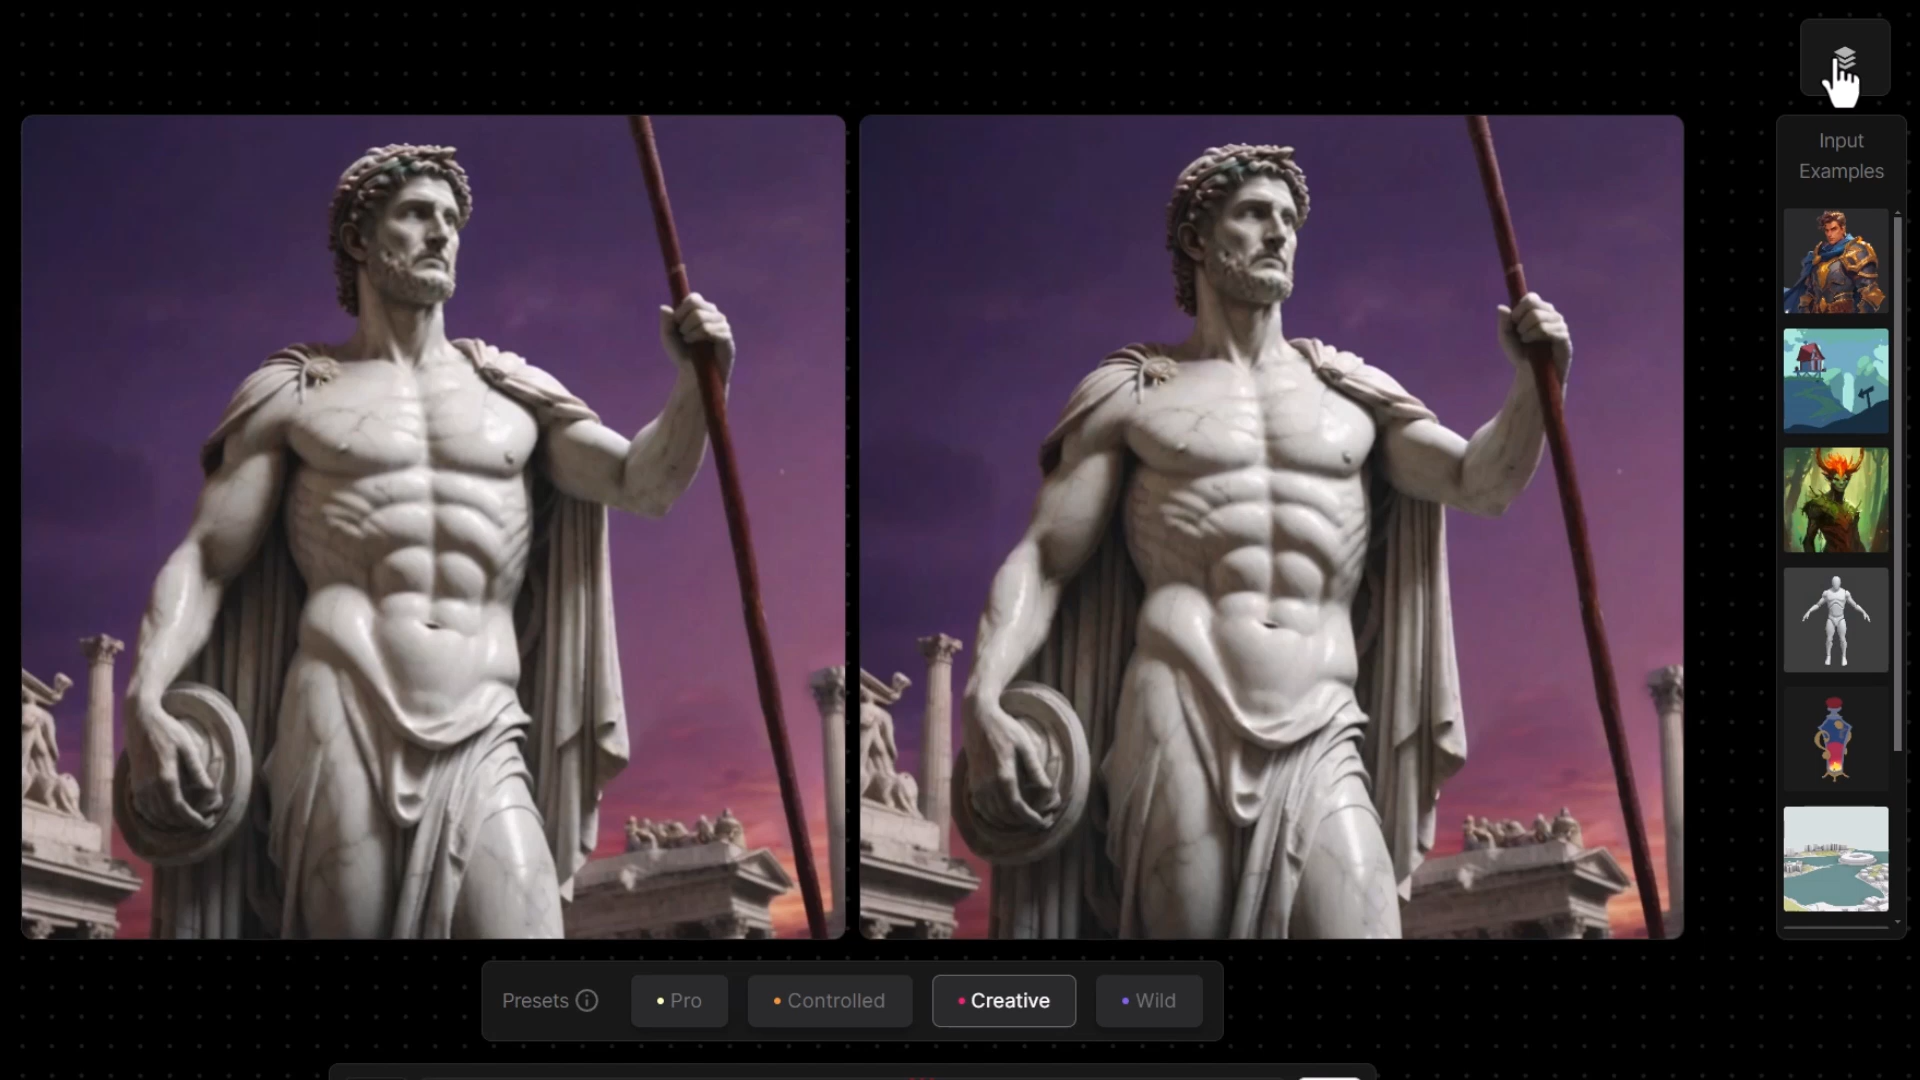 Input
Examples
Presets
Pro
Controlled
Creative
Wild